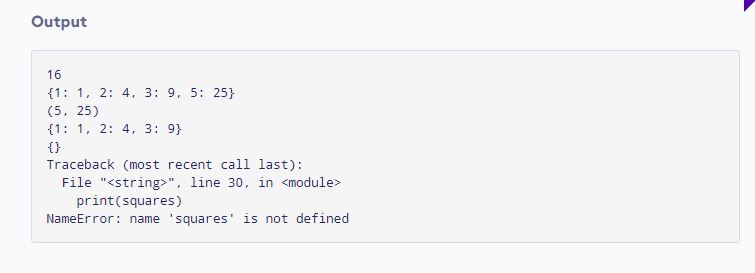 Output
16
{1: 1, 2: 4, 3: 9, 5: 25}
(5, 25)
{1: 1, 2: 4, 3: 9}
{}
Traceback (most recent call last):
  File "<string>", line 30, in <module>
    print(squares)
NameError: name 'squares' is not defined